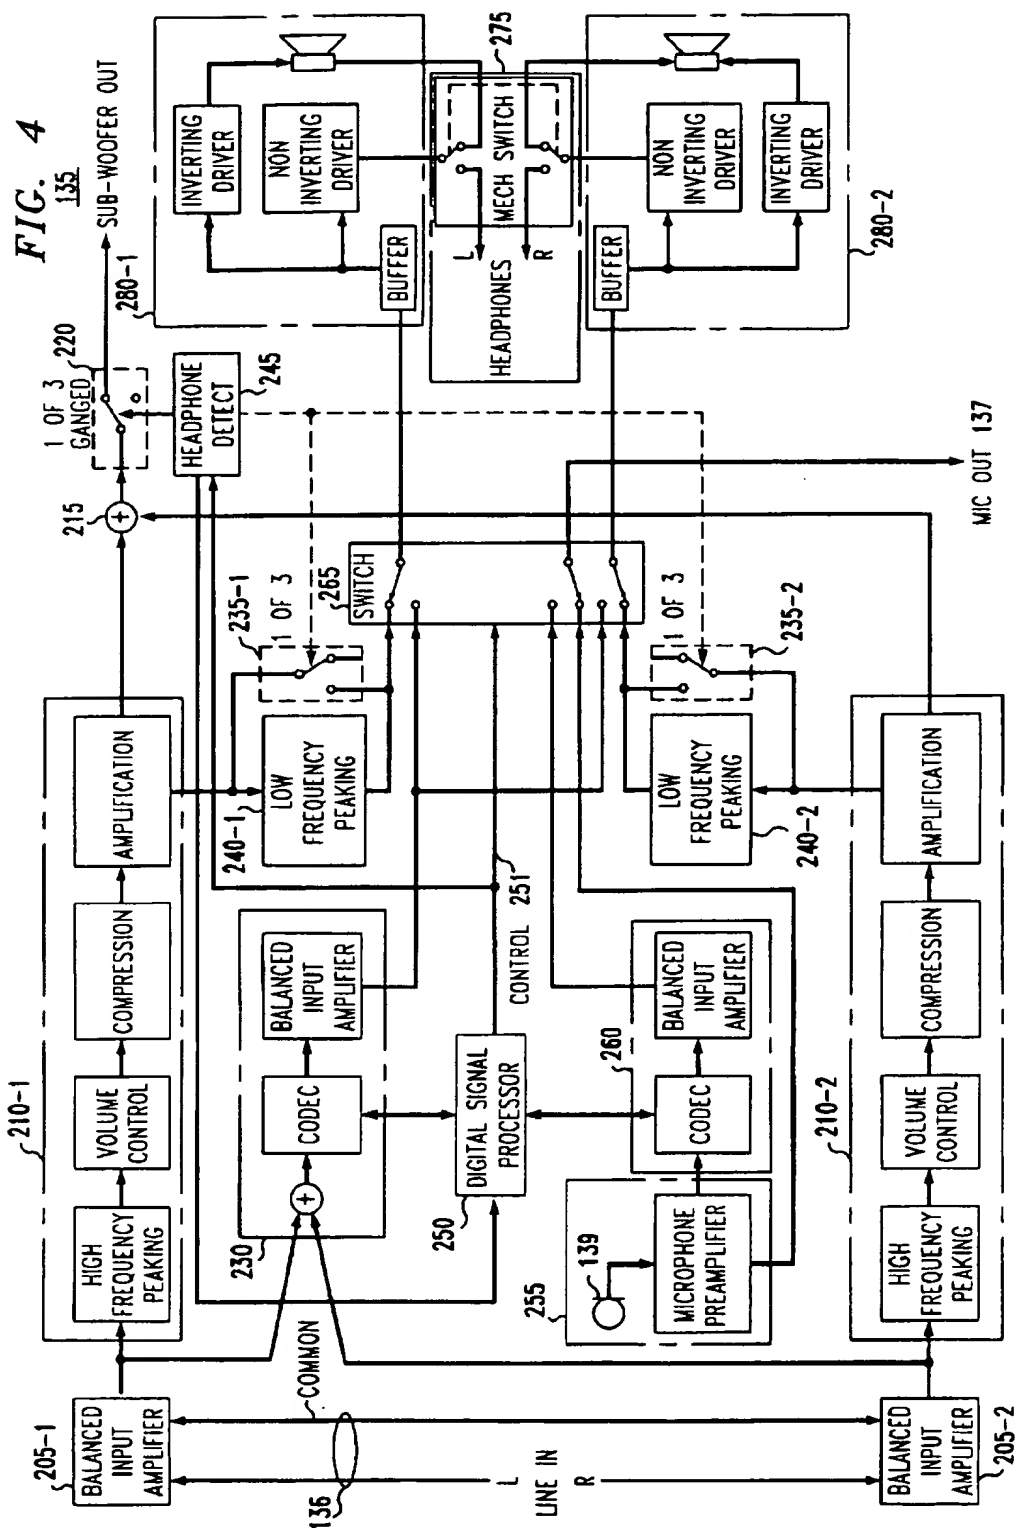 FIG. 4
135
205-1
BALANCED
INPUT
AMPLIFIER
136
COMMON
L
LINE IN
R
BALANCED
INPUT
AMPLIFIER
205-2
210-1
HIGH
FREQUENCY
PEAKING
VOLUME
CONTROL
COMPRESSION
AMPLIFICATION
215
+
1 OF 3
GANGED
220
SUB-WOOFER OUT
HEADPHONE
DETECT
245
230
+
CODEC
BALANCED
INPUT
AMPLIFIER
240-1
LOW
FREQUENCY
PEAKING
235-1
1 OF 3
265
SWITCH
250
DIGITAL SIGNAL
PROCESSOR
CONTROL 251
255
139
MICROPHONE
PREAMPLIFIER
260
CODEC
BALANCED
INPUT
AMPLIFIER
LOW
FREQUENCY
PEAKING
240-2
1 OF 3
235-2
MIC OUT 137
210-2
HIGH
FREQUENCY
PEAKING
VOLUME
CONTROL
COMPRESSION
AMPLIFICATION
280-1
INVERTING
DRIVER
NON
INVERTING
DRIVER
BUFFER
275
HEADPHONES
L
MECH SWITCH
R
BUFFER
NON
INVERTING
DRIVER
INVERTING
DRIVER
280-2